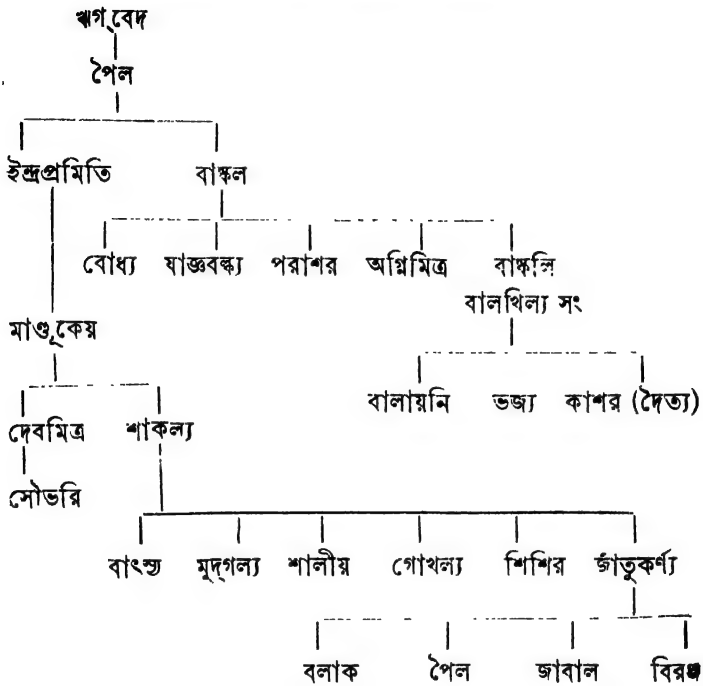 ঋগ্বেদ
পৈল
ইন্দ্রপ্রমিতি বাষ্কল
বোধ্য যাজ্ঞবল্ক্য পরাশর অগ্নিমিত্র বাষ্কলি
বালখিল্য সং
মাণ্ডূকেয়
বালায়নি ভজ্য কাশর (দৈত্য)
দেবমিত্র শাকল্য
সৌভরি
বাৎস্য মুদ্গল্য শালীয় গোখল্য শিশির জাতুকর্ণ্য
বলাক পৈল জাবাল